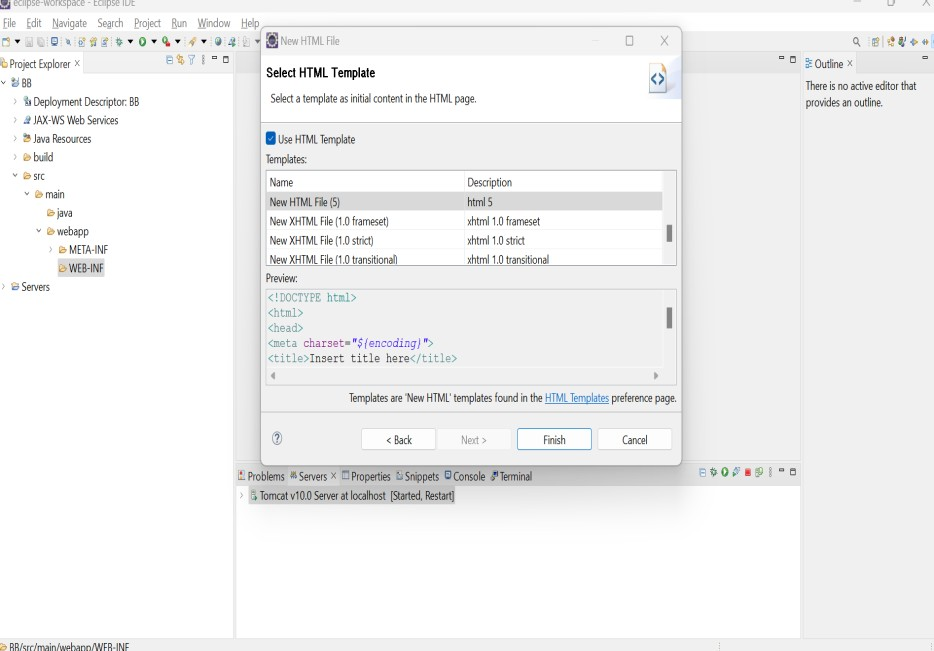 eclipse-workspace - Eclipse IDE
File Edit Navigate Search Project Run Window Help
Project Explorer
BB
Deployment Descriptor: BB
JAX-WS Web Services
Java Resources
build
src
main
java
webapp
META-INF
WEB-INF
Servers
New HTML File
Select HTML Template
Select a template as initial content in the HTML page.
Use HTML Template
Templates:
Name Description
New HTML File (5) html 5
New XHTML File (1.0 frameset) xhtml 1.0 frameset
New XHTML File (1.0 strict) xhtml 1.0 strict
New XHTML File (1.0 transitional) xhtml 1.0 transitional
Preview:
<!DOCTYPE html>
<html>
<head>
<meta charset="${encoding}">
<title>Insert title here</title>
Templates are 'New HTML' templates found in the HTML Templates preference page.
< Back Next > Finish Cancel
Outline
There is no active editor that
provides an outline.
Problems Servers Properties Snippets Console Terminal
Tomcat v10.0 Server at localhost [Started, Restart]
BB/src/main/webapp/WEB-INF